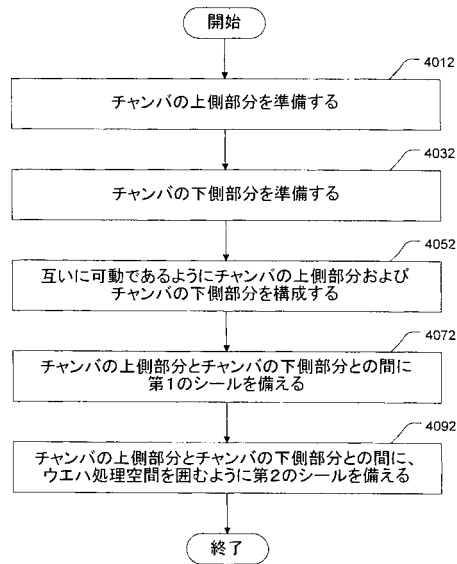 開始
4012
チャンバの上側部分を準備する
4032
チャンバの下側部分を準備する
4052
互いに可動であるようにチャンバの上側部分および
チャンバの下側部分を構成する
4072
チャンバの上側部分とチャンバの下側部分との間に
第1のシールを備える
4092
チャンバの上側部分とチャンバの下側部分との間に、
ウエハ処理空間を囲むように第2のシールを備える
終了